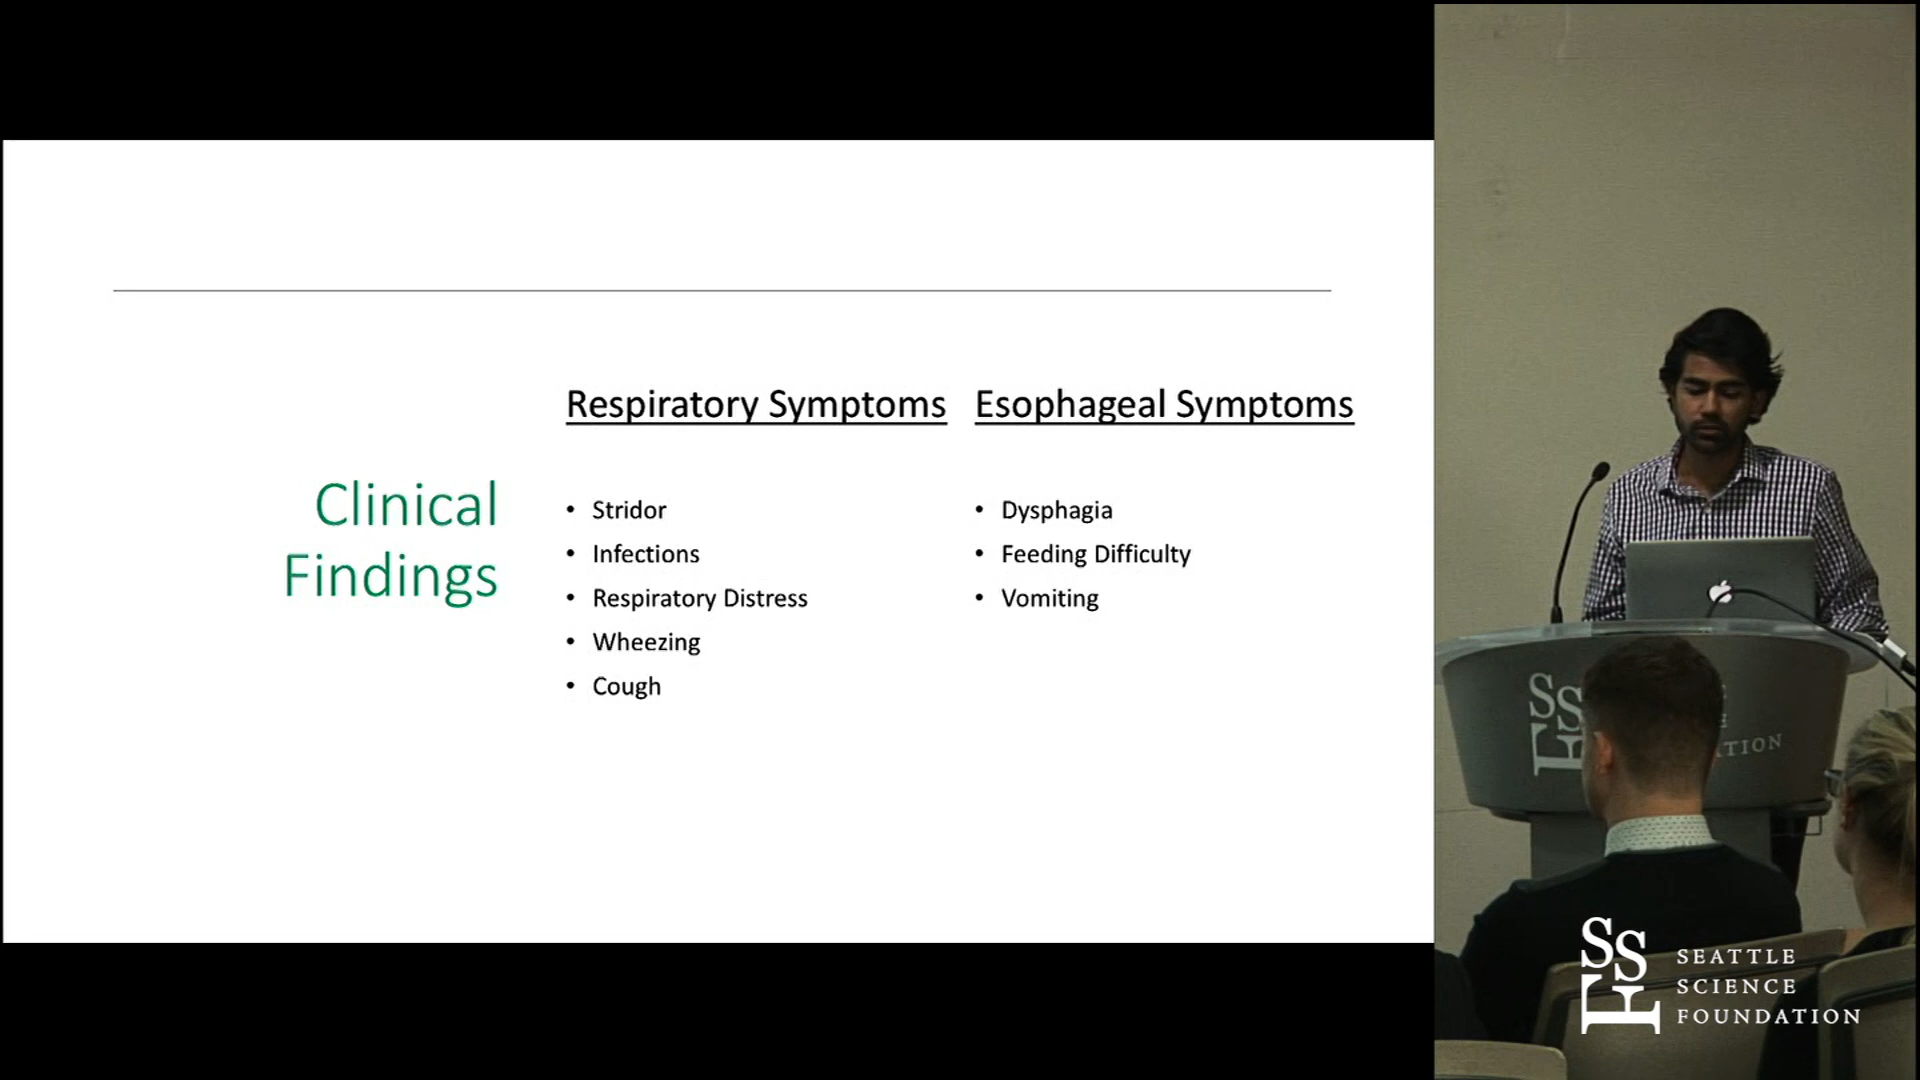 Clinical
Findings
Respiratory Symptoms
• Stridor
• Infections
• Respiratory Distress
• Wheezing
• Cough
Esophageal Symptoms
• Dysphagia
• Feeding Difficulty
• Vomiting
SSF
SEATTLE
SCIENCE
FOUNDATION